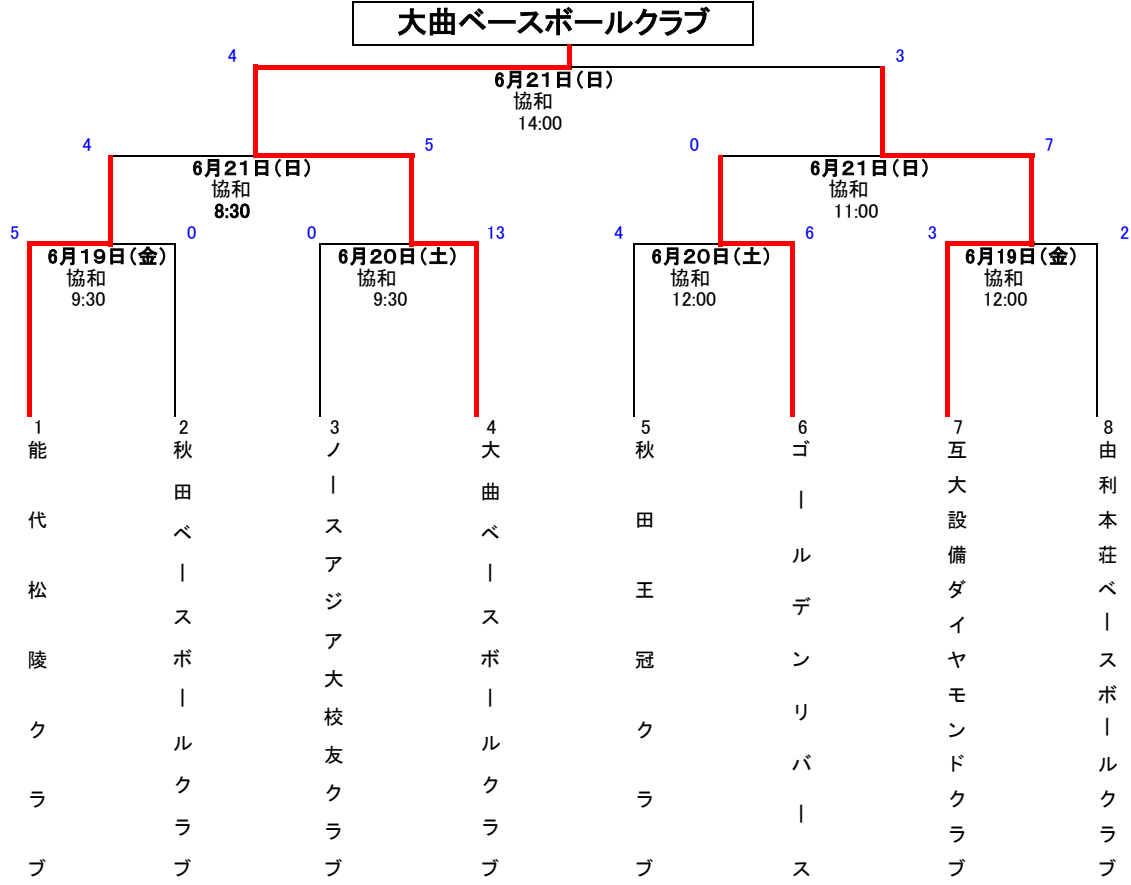 大曲ベースボールクラブ
4
3
6月21日(日)
協和
14:00
4
5
0
7
6月21日(日)
協和
8:30
6月21日(日)
協和
11:00
5
0
0
13
4
6
3
2
6月19日(金)
協和
9:30
6月20日(土)
協和
9:30
6月20日(土)
協和
12:00
6月19日(金)
協和
12:00
1
能代松陵クラブ
2
秋田ベースボールクラブ
3
ノースアジア大校友クラブ
4
大曲ベースボールクラブ
5
秋田王冠クラブ
6
ゴールデンリバース
7
互大設備ダイヤモンドクラブ
8
由利本荘ベースボールクラブ